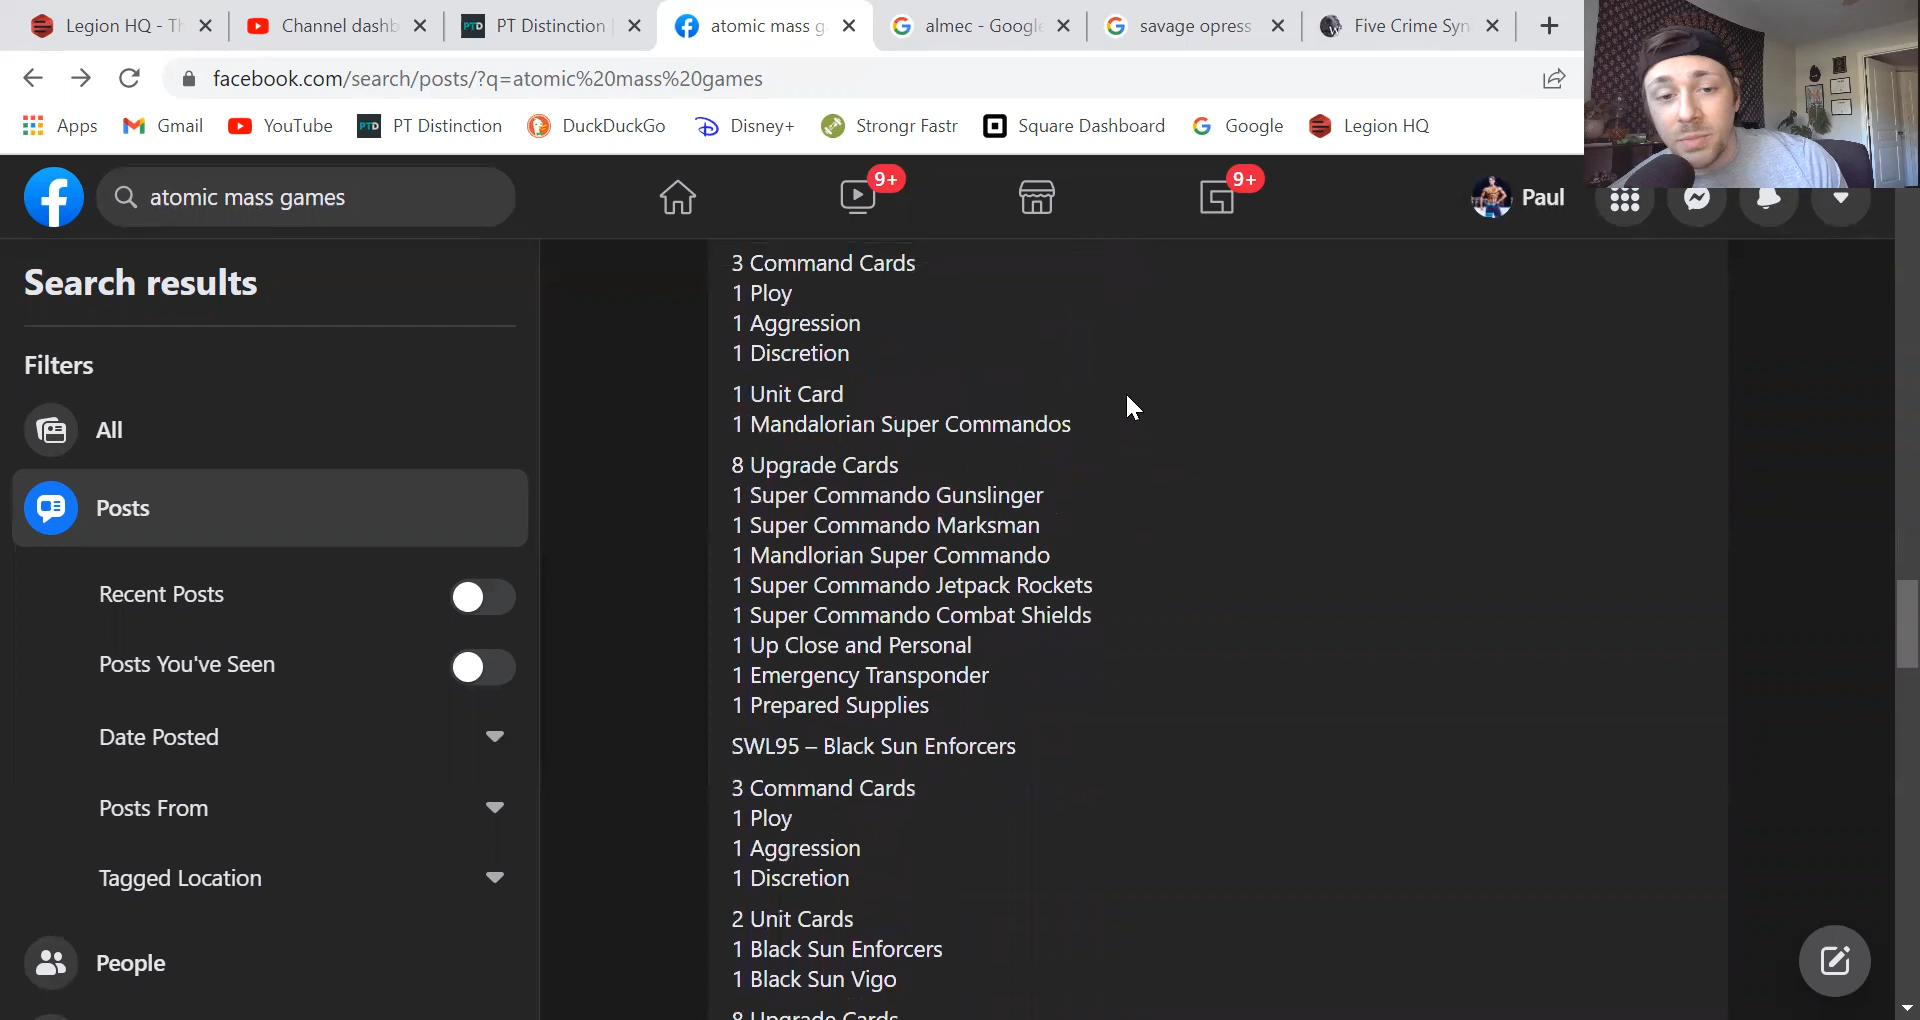 Legion HQ - Th
Channel dashb
PT Distinction
atomic mass g
almec - Google
savage opress
Five Crime Syn
facebook.com/search/posts/?q=atomic%20mass%20games
Apps
Gmail
YouTube
PTD
PT Distinction
DuckDuckGo
Disney+
Strongr Fastr
Square Dashboard
Google
Legion HQ
atomic mass games
9+
9+
Paul
Search results
Filters
All
Posts
Recent Posts
Posts You've Seen
Date Posted
Posts From
Tagged Location
People
3 Command Cards
1 Ploy
1 Aggression
1 Discretion
1 Unit Card
1 Mandalorian Super Commandos
8 Upgrade Cards
1 Super Commando Gunslinger
1 Super Commando Marksman
1 Mandlorian Super Commando
1 Super Commando Jetpack Rockets
1 Super Commando Combat Shields
1 Up Close and Personal
1 Emergency Transponder
1 Prepared Supplies
SWL95 – Black Sun Enforcers
3 Command Cards
1 Ploy
1 Aggression
1 Discretion
2 Unit Cards
1 Black Sun Enforcers
1 Black Sun Vigo
8 Upgrade Cards